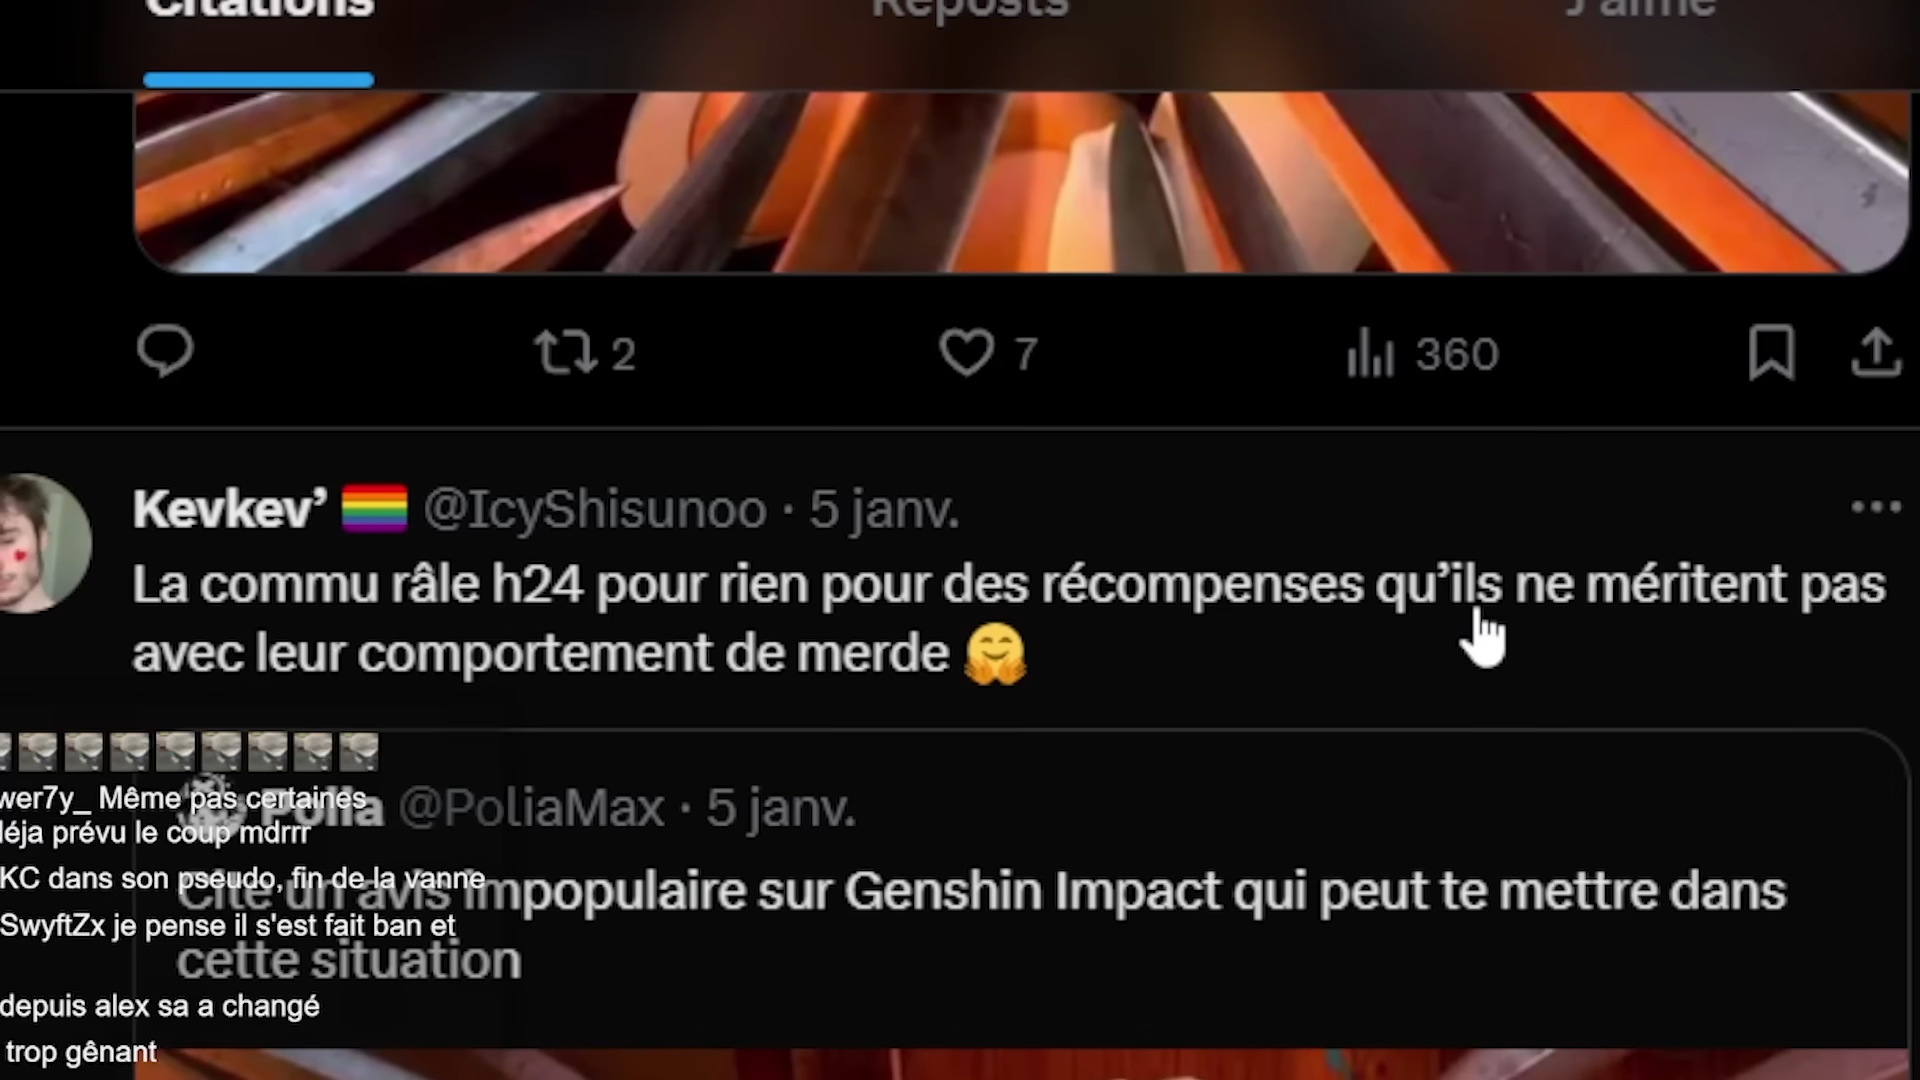 Citations
Reposts
J'aime
2
7
360
Kevkev’ 🏳️‍🌈 @IcyShisunoo · 5 janv.
La commu râle h24 pour rien pour des récompenses qu’ils ne méritent pas
avec leur comportement de merde 🤗
Polia @PoliaMax · 5 janv.
Cite un avis impopulaire sur Genshin Impact qui peut te mettre dans
cette situation
wer7y_ Même pas certaines
déja prévu le coup mdrrr
KC dans son pseudo, fin de la vanne
SwyftZx je pense il s'est fait ban et
depuis alex sa a changé
trop gênant